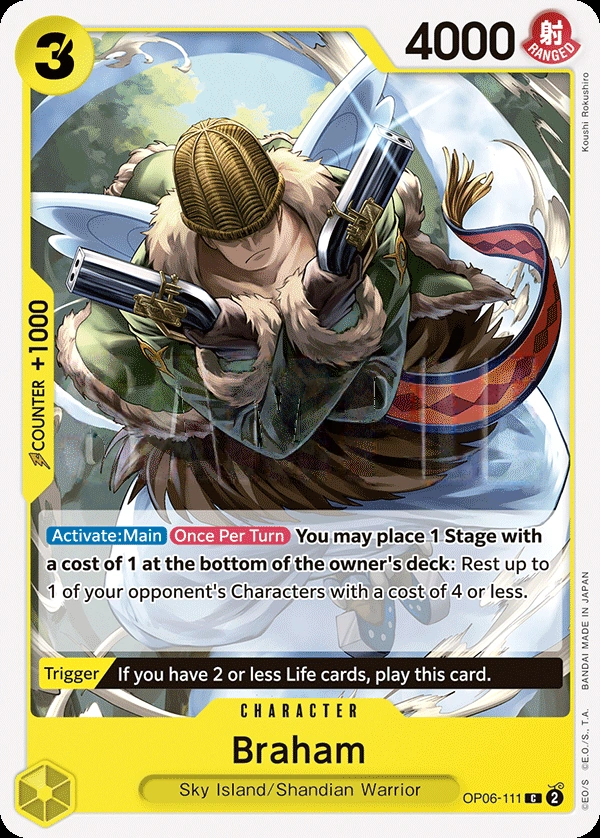 3
4000
射
RANGED
Koushi Rokushiro
COUNTER +1000
Activate:Main Once Per Turn You may place 1 Stage with
a cost of 1 at the bottom of the owner's deck: Rest up to
1 of your opponent's Characters with a cost of 4 or less.
Trigger If you have 2 or less Life cards, play this card.
CHARACTER
Braham
Sky Island/Shandian Warrior
OP06-111 C 2
©E.O/S ©E.O./S., T.A. BANDAI MADE IN JAPAN